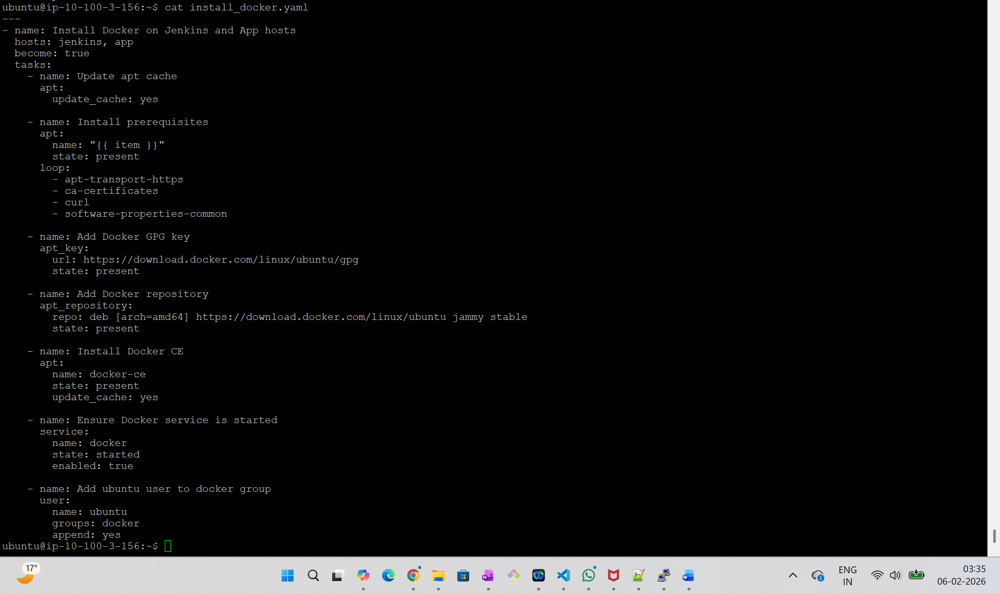 ubuntu@ip-10-100-3-156:~$ cat install_docker.yaml
---
- name: Install Docker on Jenkins and App hosts
  hosts: jenkins, app
  become: true
  tasks:
    - name: Update apt cache
      apt:
        update_cache: yes

    - name: Install prerequisites
      apt:
        name: "{{ item }}"
        state: present
      loop:
        - apt-transport-https
        - ca-certificates
        - curl
        - software-properties-common

    - name: Add Docker GPG key
      apt_key:
        url: https://download.docker.com/linux/ubuntu/gpg
        state: present

    - name: Add Docker repository
      apt_repository:
        repo: deb [arch=amd64] https://download.docker.com/linux/ubuntu jammy stable
        state: present

    - name: Install Docker CE
      apt:
        name: docker-ce
        state: present
        update_cache: yes

    - name: Ensure Docker service is started
      service:
        name: docker
        state: started
        enabled: true

    - name: Add ubuntu user to docker group
      user:
        name: ubuntu
        groups: docker
        append: yes
ubuntu@ip-10-100-3-156:~$
17°
ENG
IN
03:35
06-02-2026